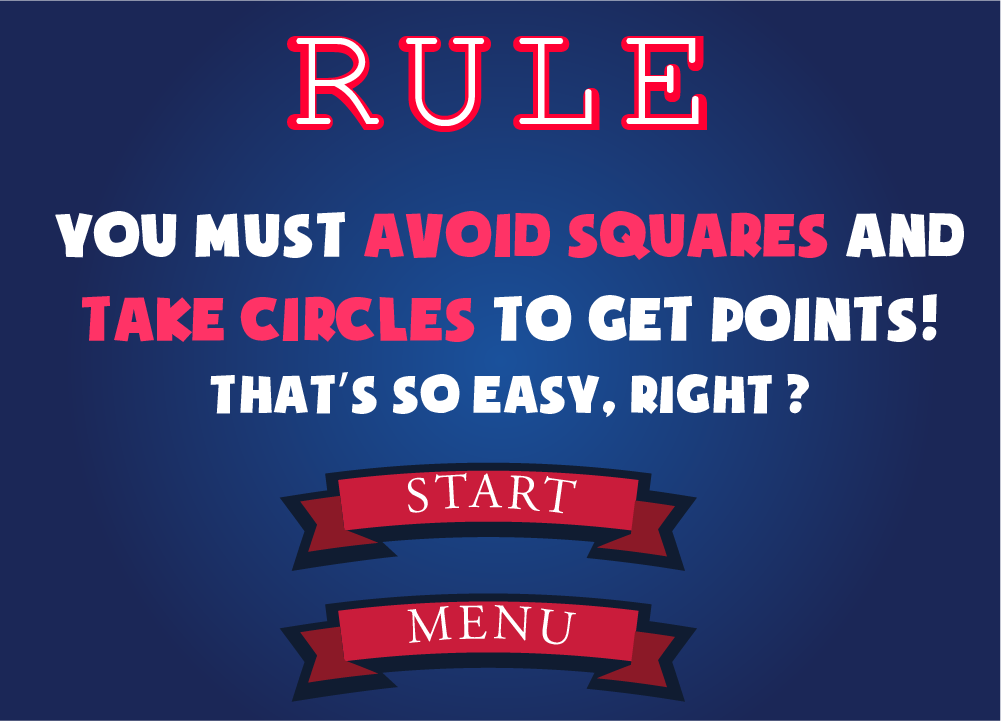 RULE
YOU MUST AVOID SQUARES AND
TAKE CIRCLES TO GET POINTS!
THAT'S SO EASY, RIGHT ?
START
MENU